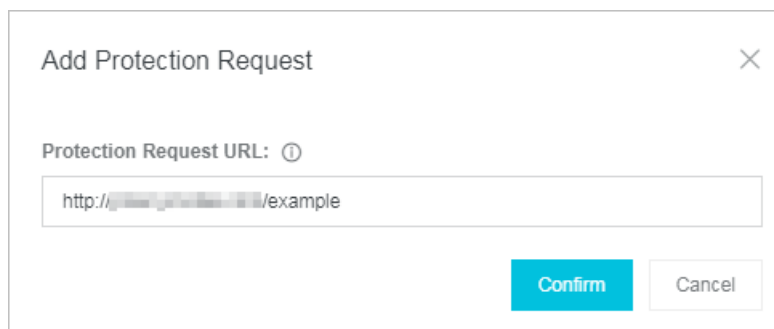 Add Protection Request
Protection Request URL:
http:// /example
Confirm
Cancel